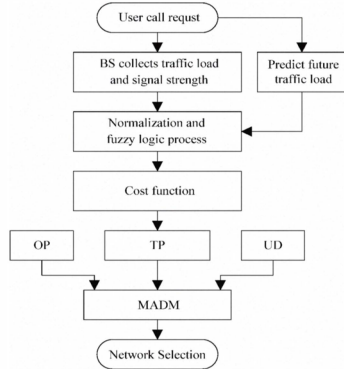 User call requst
BS collects traffic load
and signal strength
Predict future
traffic load
Normalization and
fuzzy logic process
Cost function
OP
TP
UD
MADM
Network Selection